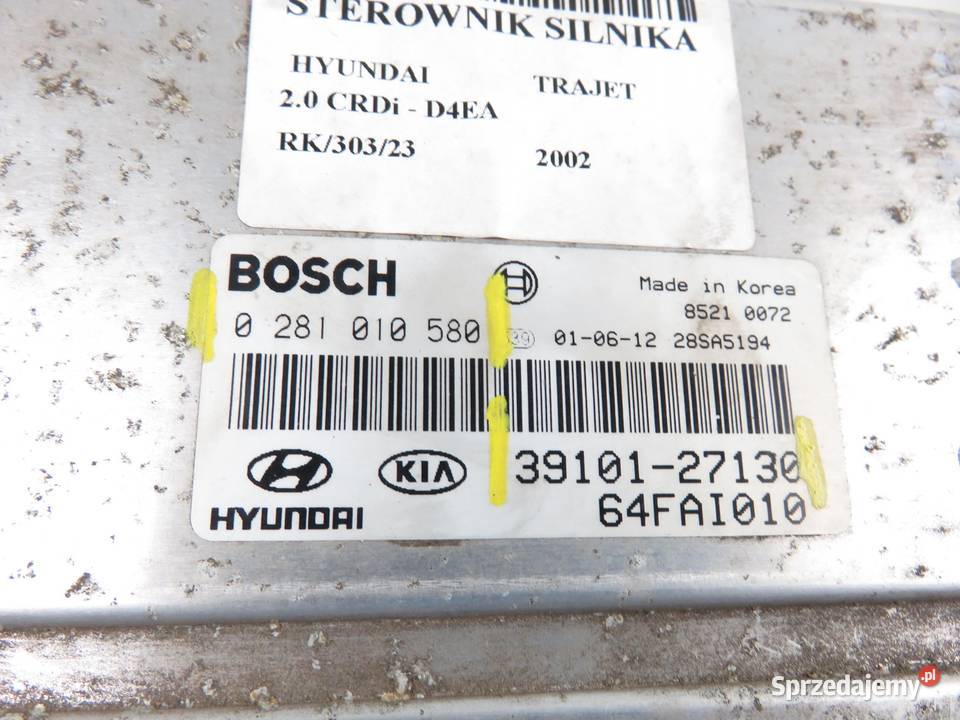 STEROWNIK SILNIKA
HYUNDAI TRAJET
2.0 CRDi - D4EA
RK/303/23 2002
BOSCH
Made in Korea
8521 0072
0 281 010 580 39 01-06-12 28SA5194
HYUNDAI KIA 39101-27130
64FAI010
Sprzedajemy.pl